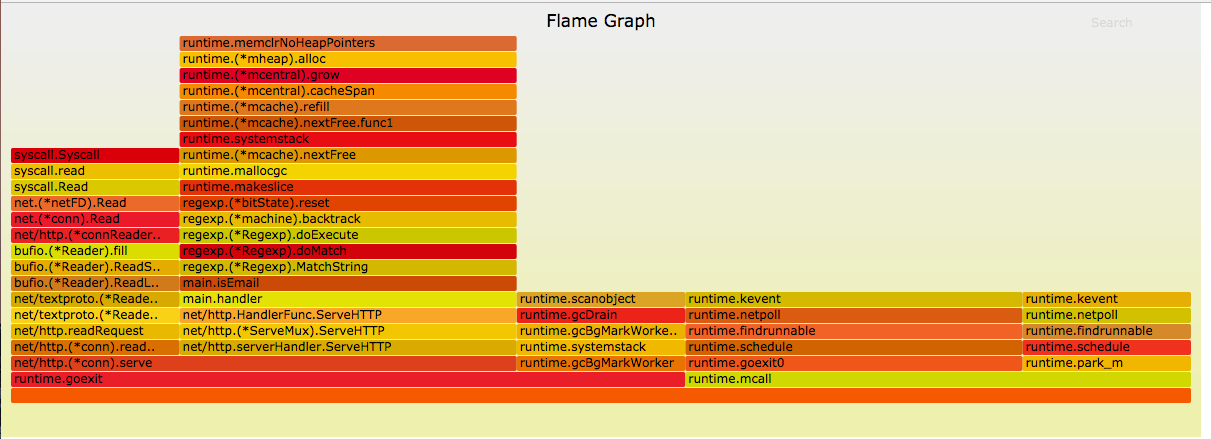 Flame Graph
Search
runtime.memclrNoHeapPointers
runtime.(*mheap).alloc
runtime.(*mcentral).grow
runtime.(*mcentral).cacheSpan
runtime.(*mcache).refill
runtime.(*mcache).nextFree.func1
runtime.systemstack
syscall.Syscall runtime.(*mcache).nextFree
syscall.read runtime.mallocgc
syscall.Read runtime.makeslice
net.(*netFD).Read regexp.(*bitState).reset
net.(*conn).Read regexp.(*machine).backtrack
net/http.(*connReader.. regexp.(*Regexp).doExecute
bufio.(*Reader).fill regexp.(*Regexp).doMatch
bufio.(*Reader).ReadS.. regexp.(*Regexp).MatchString
bufio.(*Reader).ReadL.. main.isEmail
net/textproto.(*Reade.. main.handler runtime.scanobject runtime.kevent runtime.kevent
net/textproto.(*Reade.. net/http.HandlerFunc.ServeHTTP runtime.gcDrain runtime.netpoll runtime.netpoll
net/http.readRequest net/http.(*ServeMux).ServeHTTP runtime.gcBgMarkWorke.. runtime.findrunnable runtime.findrunnable
net/http.(*conn).read.. net/http.serverHandler.ServeHTTP runtime.systemstack runtime.schedule runtime.schedule
net/http.(*conn).serve runtime.gcBgMarkWorker runtime.goexit0 runtime.park_m
runtime.goexit runtime.mcall